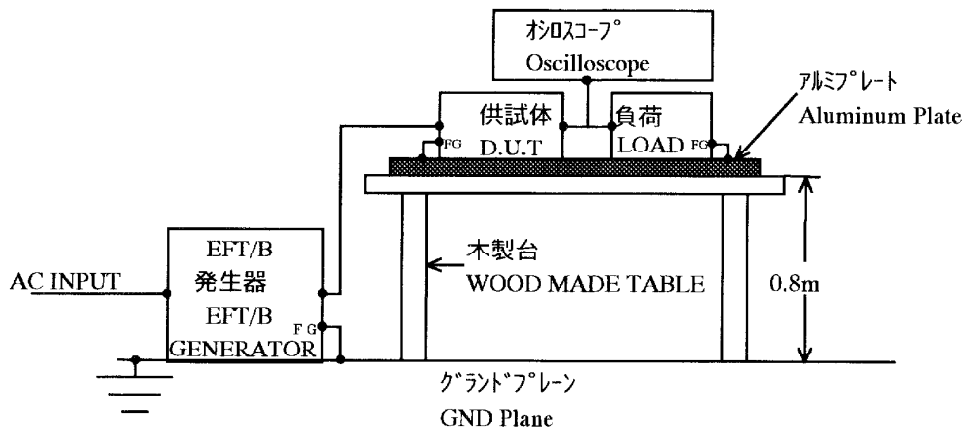 オシロスコープ
Oscilloscope
アルミプレート
Aluminum Plate
供試体
FG D.U.T
負荷
LOAD FG
EFT/B
発生器
EFT/B
FG
GENERATOR
AC INPUT
木製台
WOOD MADE TABLE
0.8m
グランドプレーン
GND Plane